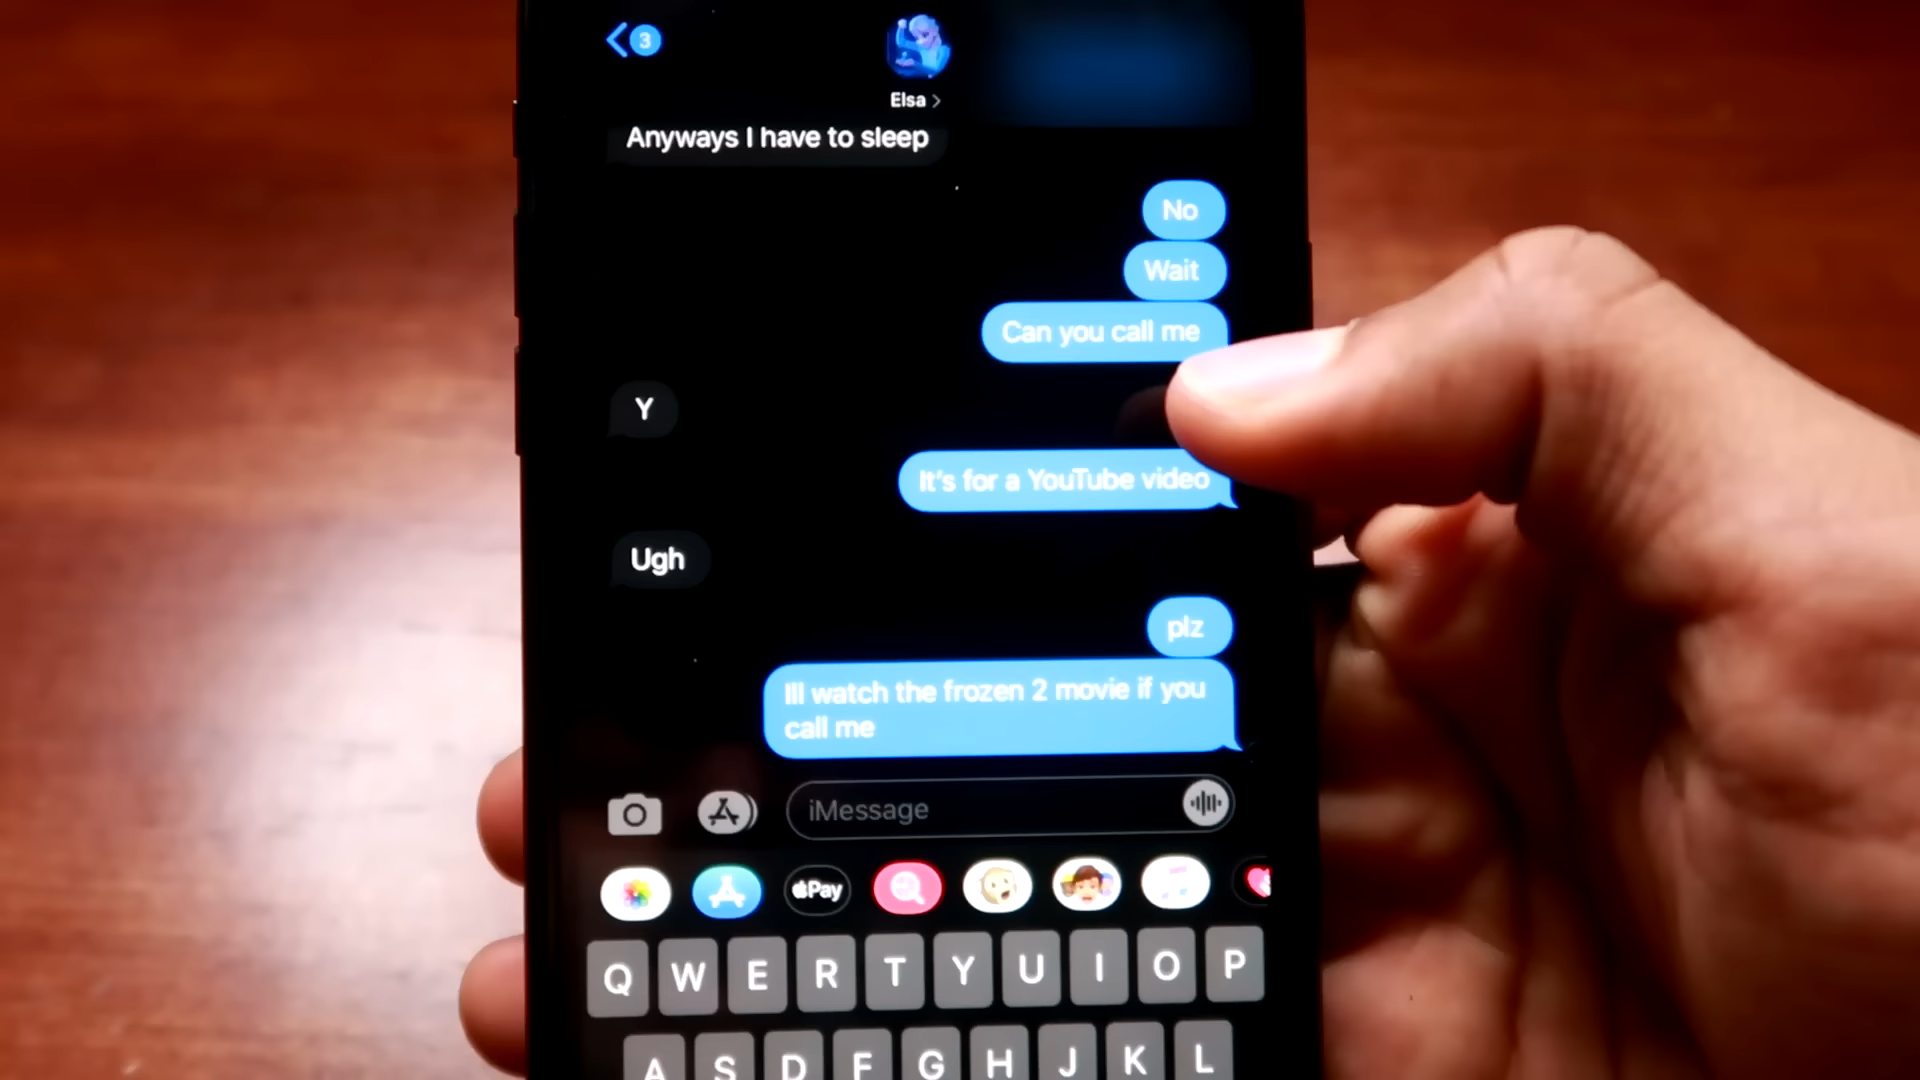 3
Elsa >
Anyways I have to sleep
No
Wait
Can you call me
Y
It's for a YouTube video
Ugh
plz
Ill watch the frozen 2 movie if you
call me
iMessage
Pay
Q W E R T Y U I O P
A S D F G H J K L